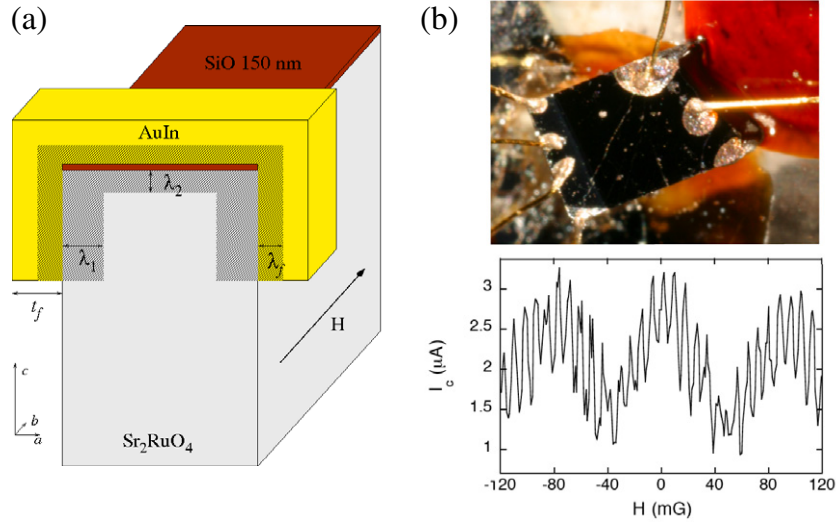 (a)
SiO 150 nm
AuIn
λ₂
λ₁
λf
tf
H
c
b
a
Sr₂RuO₄
(b)
3
2.5
2
1.5
1
I c (μA)
-120 -80 -40 0 40 80 120
H (mG)